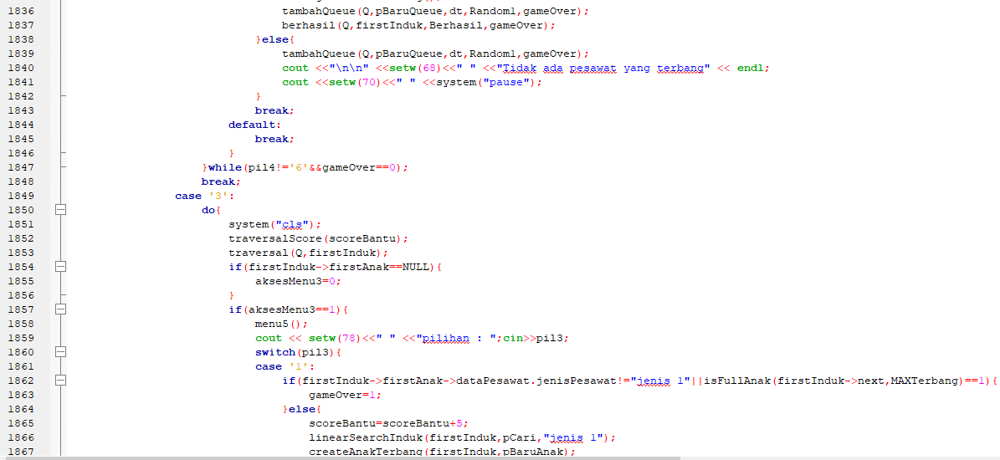 1836 tambahQueue(Q,pBaruQueue,dt,Random1,gameOver);
1837 berhasil(Q,firstInduk,Berhasil,gameOver);
1838 }else{
1839 tambahQueue(Q,pBaruQueue,dt,Random1,gameOver);
1840 cout <<"\n\n" <<setw(68)<<" " <<"Tidak ada pesawat yang terbang" << endl;
1841 cout <<setw(70)<<" " <<system("pause");
1842 }
1843 break;
1844 default:
1845 break;
1846 }
1847 }while(pil4!='6'&&gameOver==0);
1848 break;
1849 case '3':
1850 do{
1851 system("cls");
1852 traversalScore(scoreBantu);
1853 traversal(Q,firstInduk);
1854 if(firstInduk->firstAnak==NULL){
1855 aksesMenu3=0;
1856 }
1857 if(aksesMenu3==1){
1858 menu5();
1859 cout << setw(78)<<" " <<"pilihan : ";cin>>pil3;
1860 switch(pil3){
1861 case '1':
1862 if(firstInduk->firstAnak->dataPesawat.jenisPesawat!="jenis 1"||isFullAnak(firstInduk->next,MAXTerbang)==1){
1863 gameOver=1;
1864 }else{
1865 scoreBantu=scoreBantu+5;
1866 linearSearchInduk(firstInduk,pCari,"jenis 1");
1867 createAnakTerbang(firstInduk,pBaruAnak);